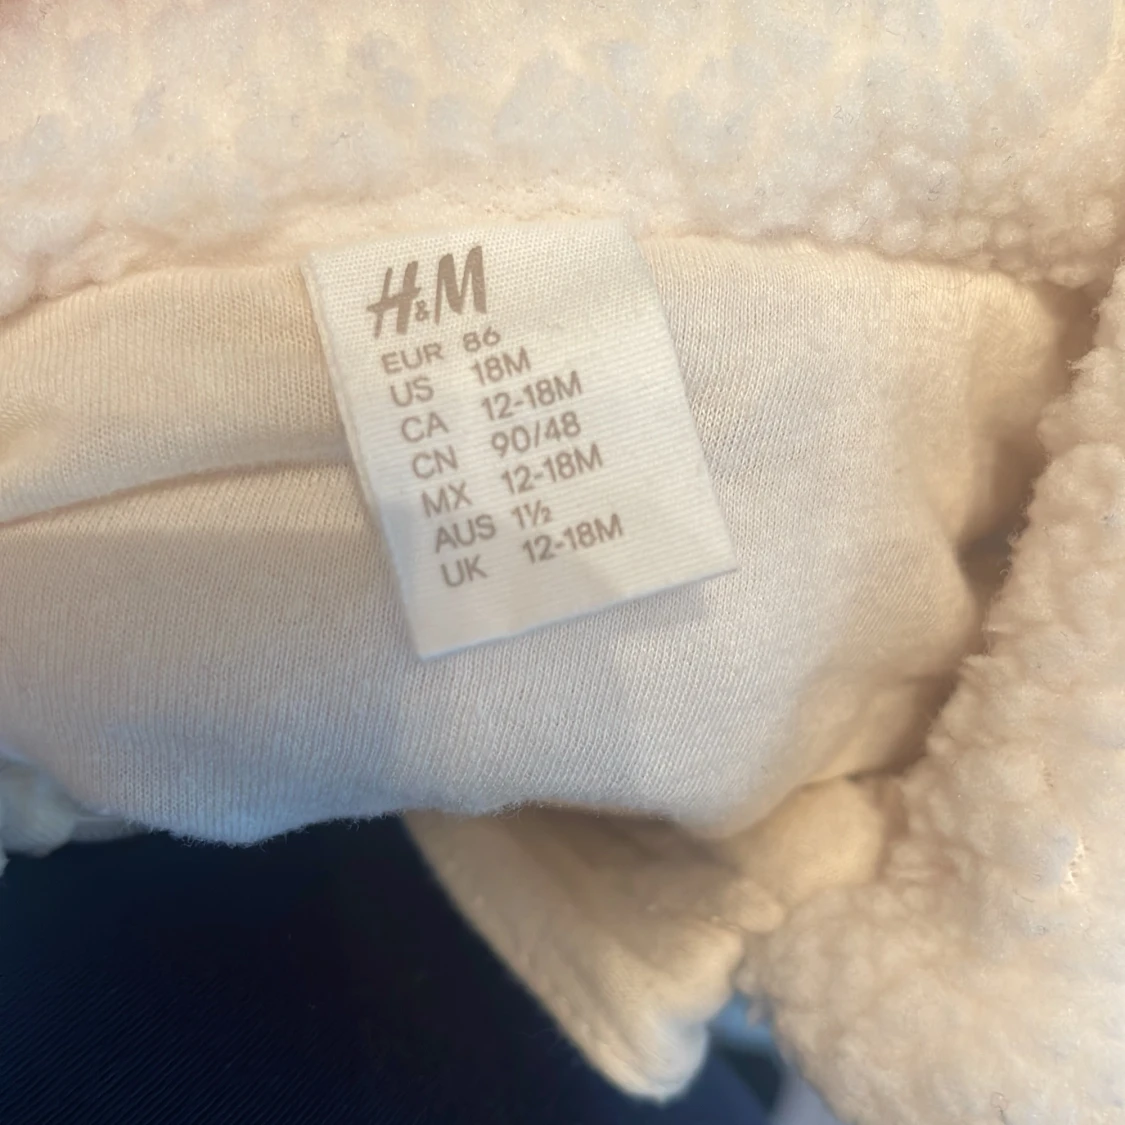 H&M
EUR 86
US 18M
CA 12-18M
CN 90/48
MX 12-18M
AUS 1½
UK 12-18M